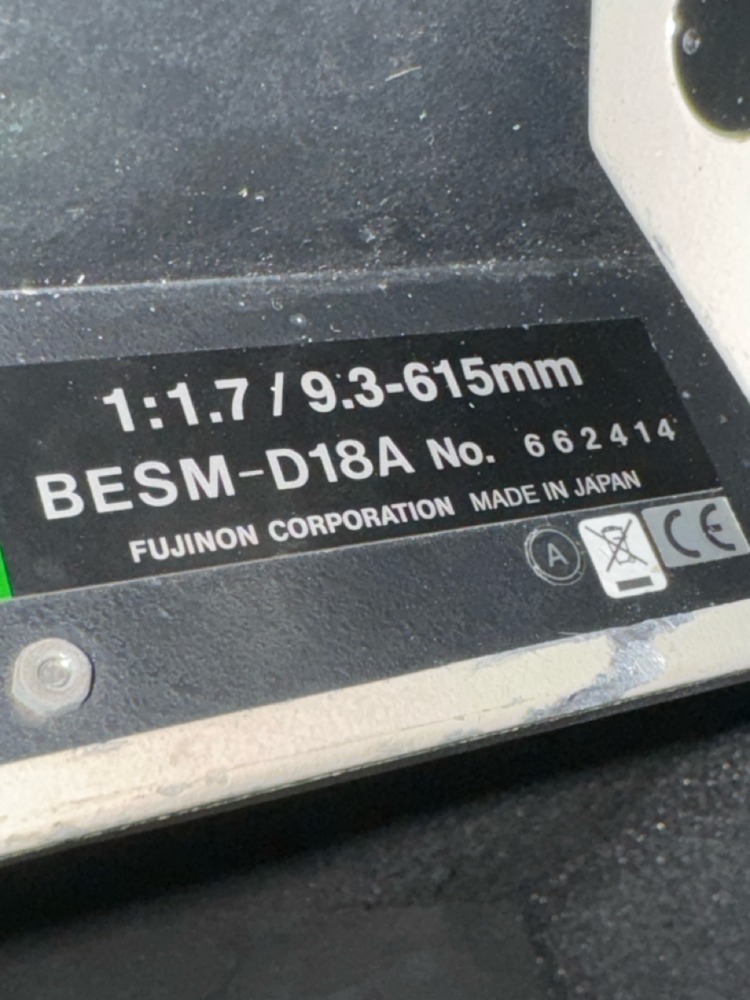 1:1.7 / 9.3-615mm
BESM-D18A No. 662414
FUJINON CORPORATION MADE IN JAPAN
A
CE